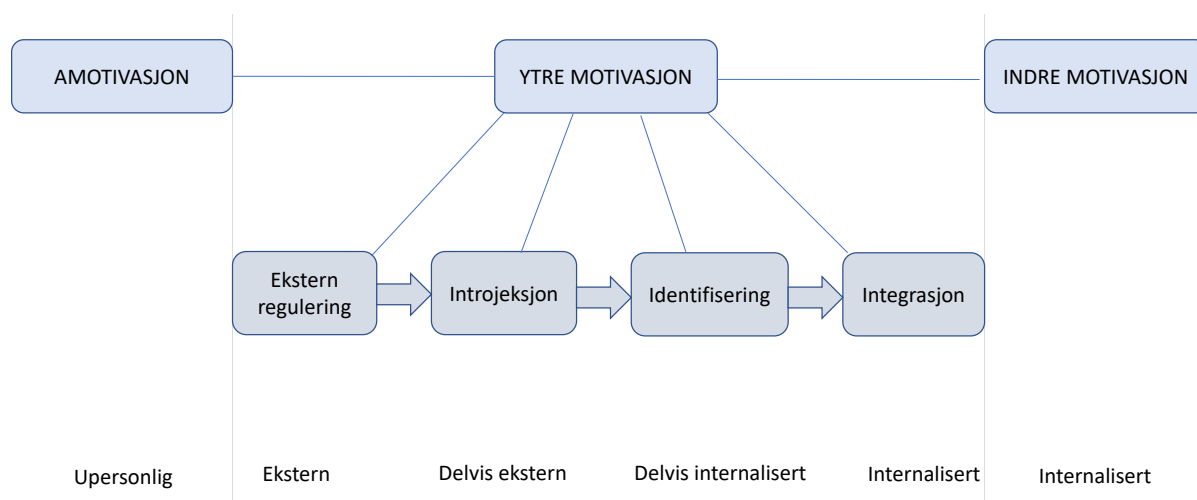 AMOTIVASJON
YTRE MOTIVASJON
INDRE MOTIVASJON
Ekstern
regulering
Introjeksjon
Identifisering
Integrasjon
Upersonlig
Ekstern
Delvis ekstern
Delvis internalisert
Internalisert
Internalisert